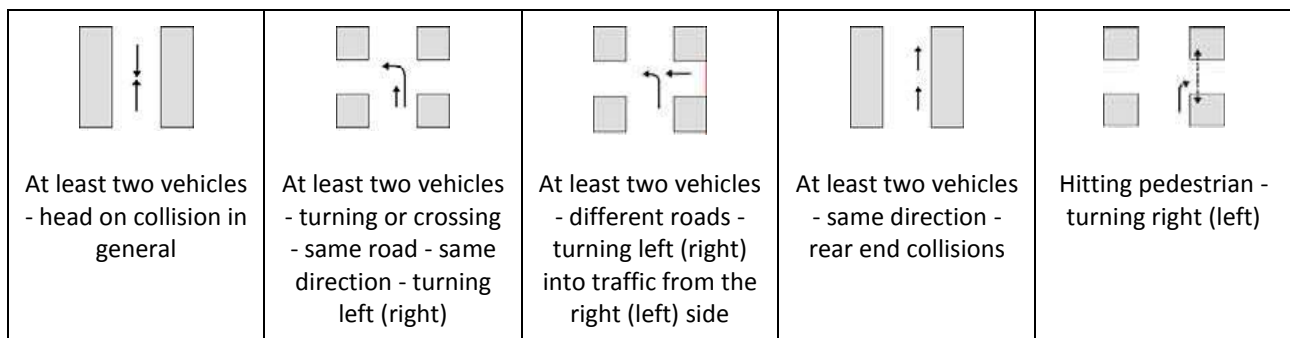 At least two vehicles
- head on collision in
general
At least two vehicles
- turning or crossing
- same road - same
direction - turning
left (right)
At least two vehicles
- different roads -
turning left (right)
into traffic from the
right (left) side
At least two vehicles
- same direction -
rear end collisions
Hitting pedestrian -
turning right (left)